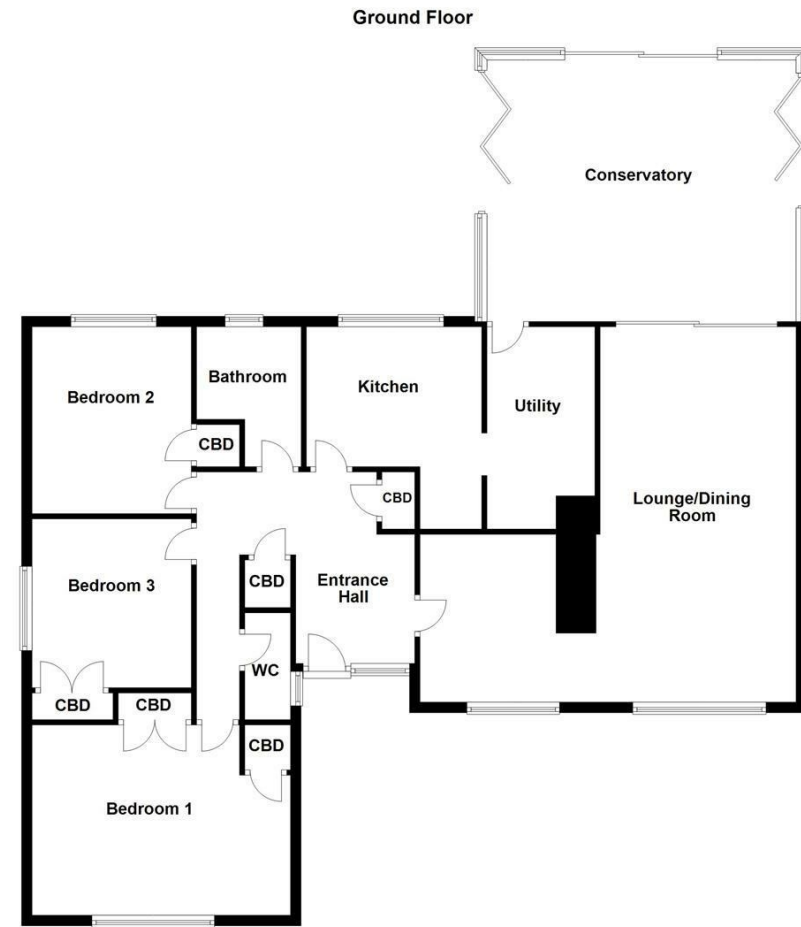 Ground Floor
Conservatory
Bathroom
Kitchen
Bedroom 2
Utility
CBD
CBD
Lounge/Dining
Room
Bedroom 3
CBD
Entrance
Hall
WC
CBD
CBD
CBD
Bedroom 1